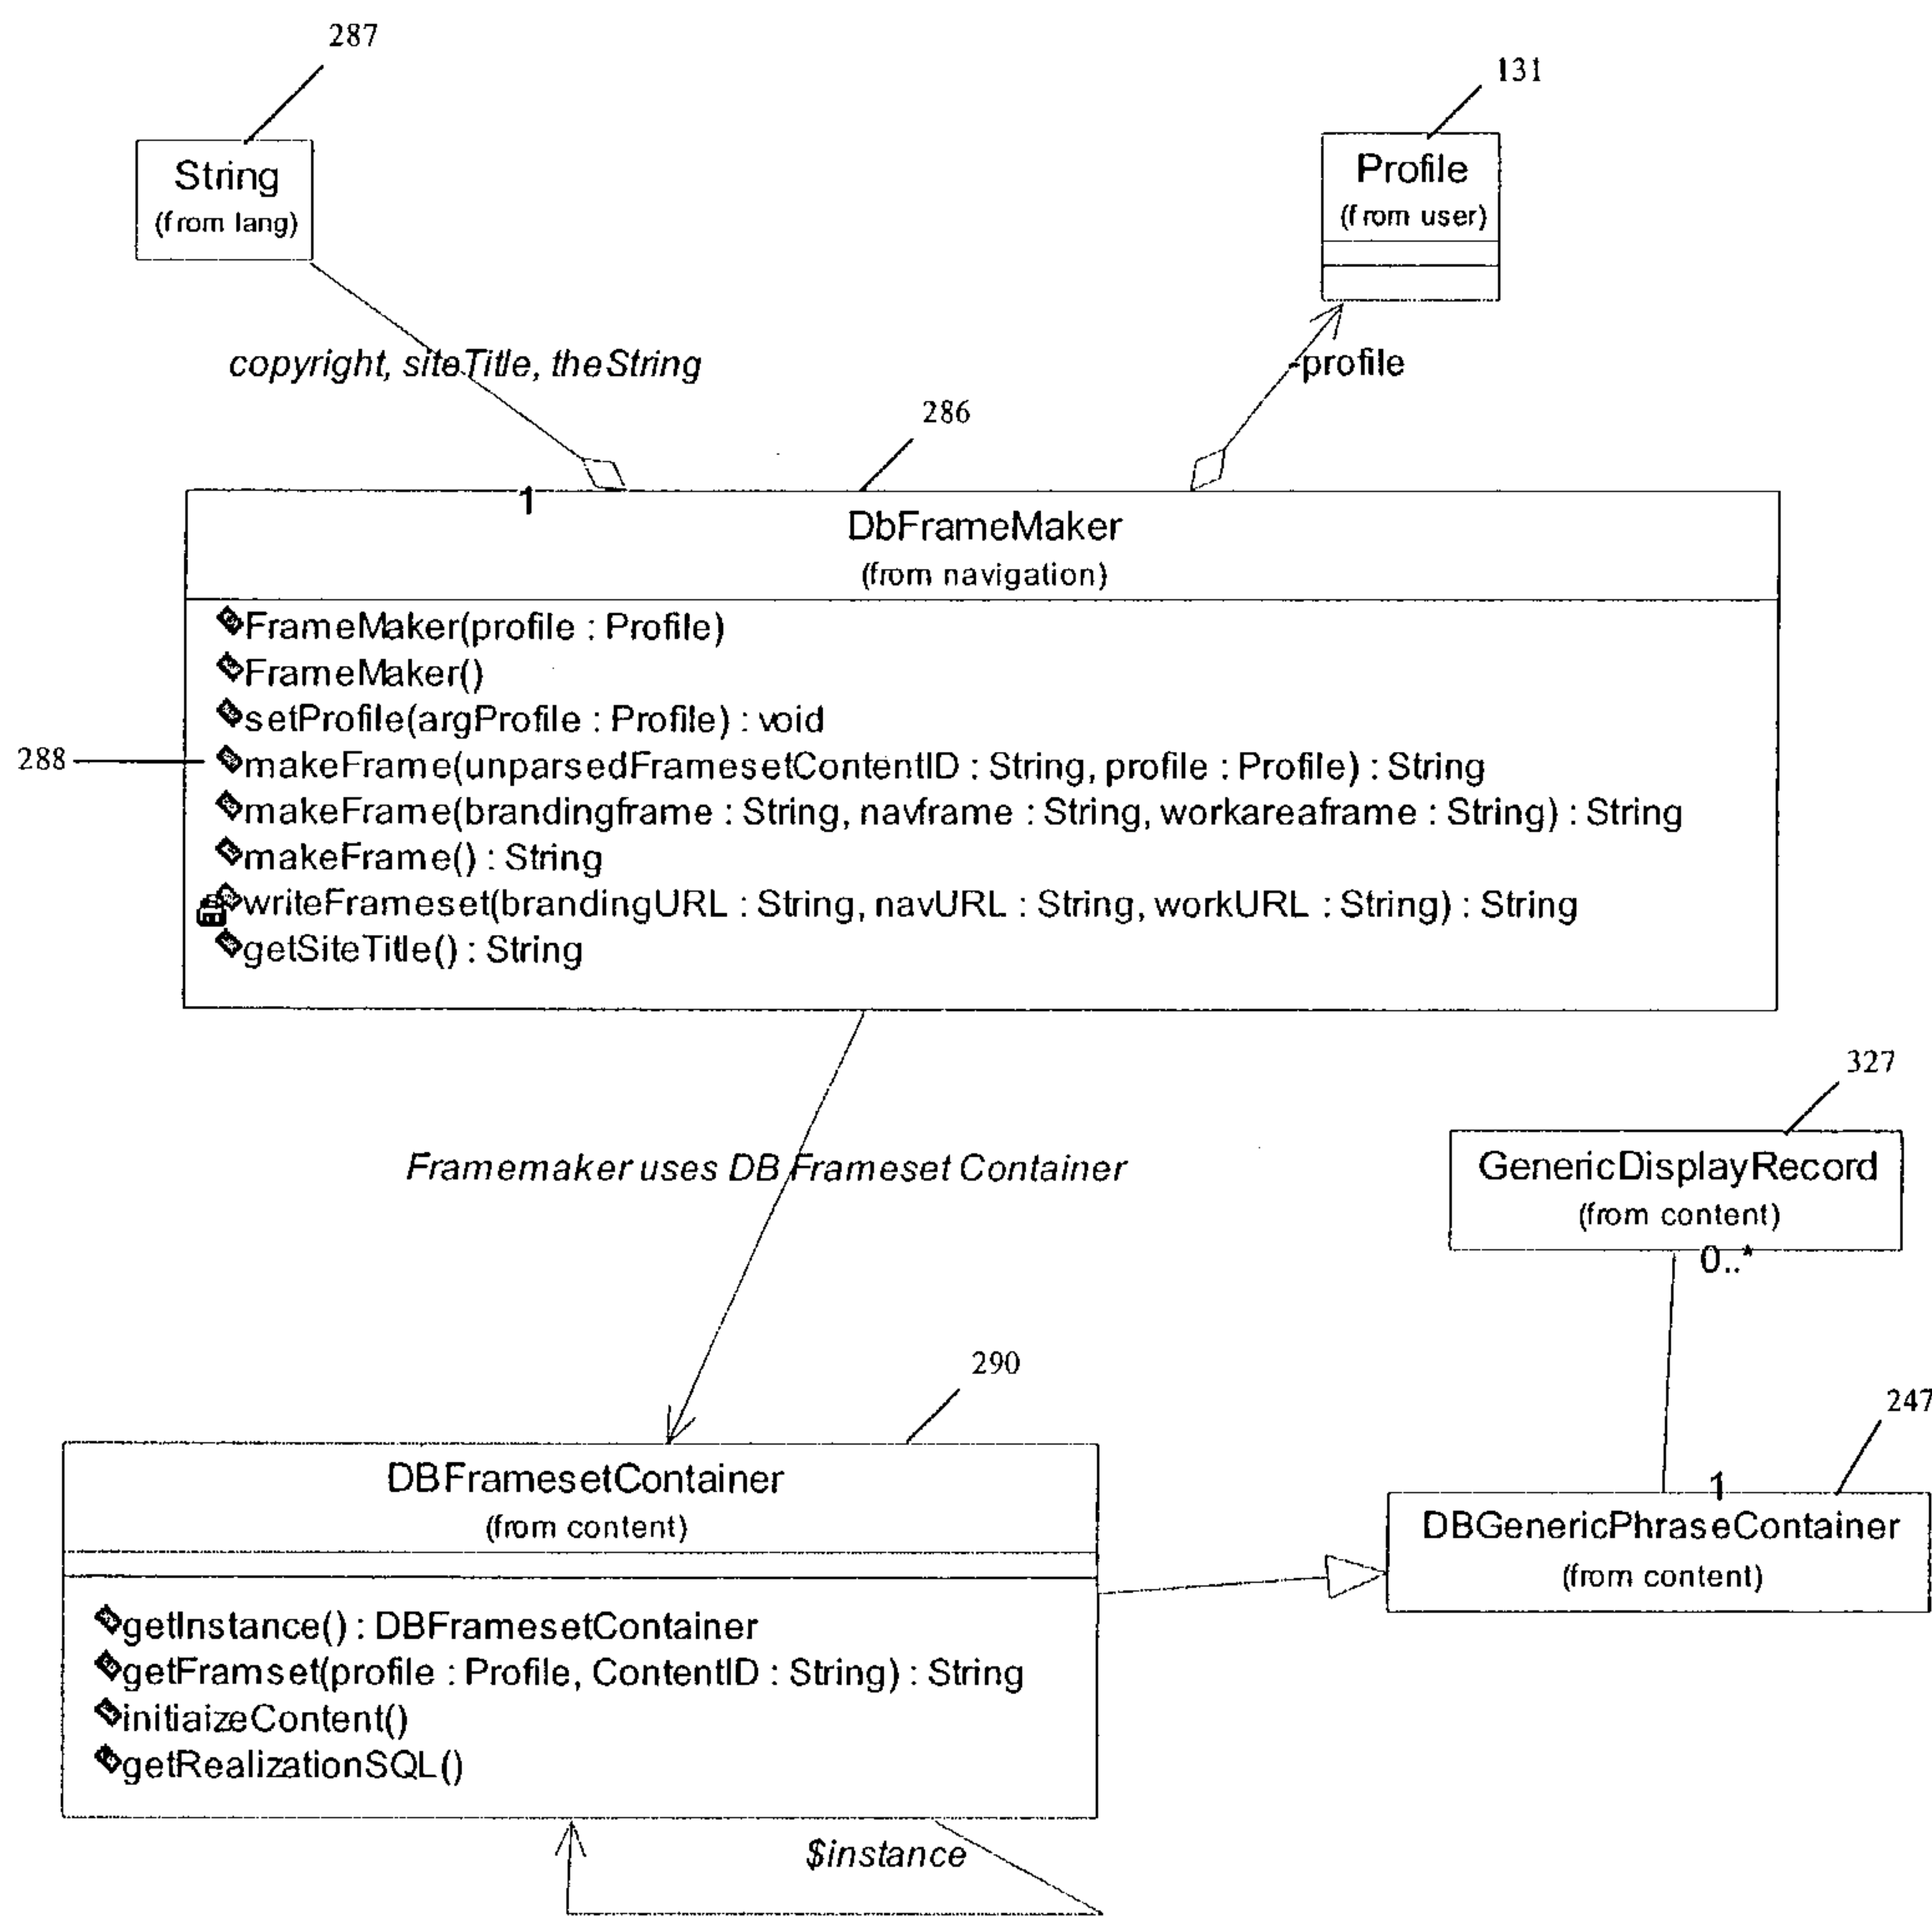 287
131
String
(from lang)
Profile
(from user)
copyright, siteTitle, theString
-profile
286
1
DbFrameMaker
(from navigation)
FrameMaker(profile : Profile)
FrameMaker()
setProfile(argProfile : Profile) : void
288
makeFrame(unparsedFramesetContentID : String, profile : Profile) : String
makeFrame(brandingframe : String, navframe : String, workareaframe : String) : String
makeFrame() : String
writeFrameset(brandingURL : String, navURL : String, workURL : String) : String
getSiteTitle() : String
327
Framemaker uses DB Frameset Container
GenericDisplayRecord
(from content)
0..*
290
247
DBFramesetContainer
(from content)
1
DBGenericPhraseContainer
(from content)
getInstance() : DBFramesetContainer
getFramset(profile : Profile, ContentID : String) : String
initiaizeContent()
getRealizationSQL()
$instance